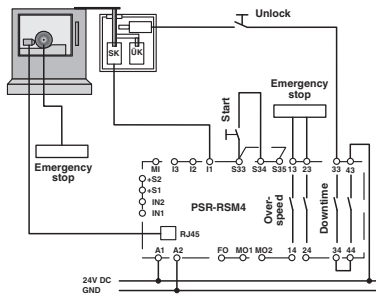 Unlock
SK
ÜK
Emergency
stop
Start
Emergency
stop
MI I3 I2 I1 S33 S34 S35 13 23 33 43
+S2
+S1
IN2
IN1
PSR-RSM4
Over-
speed
Downtime
RJ45
A1 A2 FO MO1 MO2 14 24 34 44
24V DC
GND